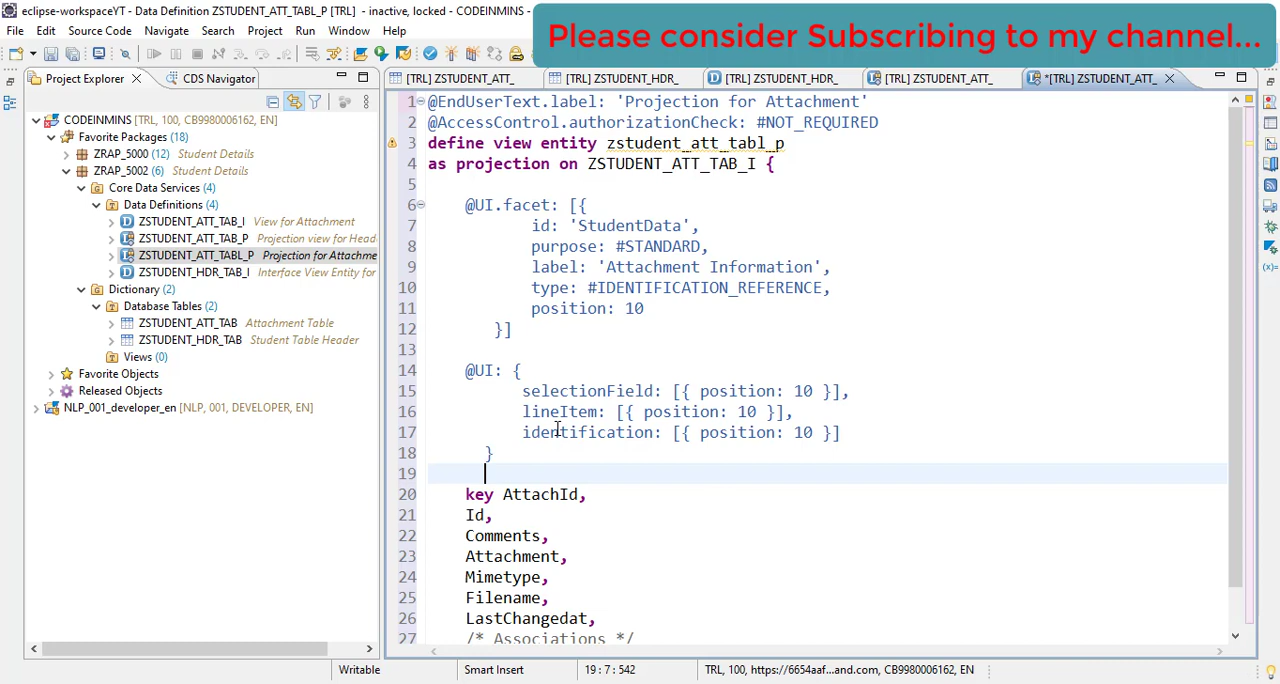 eclipse-workspaceYT - Data Definition ZSTUDENT_ATT_TABL_P [TRL] - inactive, locked - CODEINMINS
Please consider Subscribing to my channel...
File Edit Source Code Navigate Search Project Run Window Help
Project Explorer CDS Navigator
[TRL] ZSTUDENT_ATT_ [TRL] ZSTUDENT_HDR_ [TRL] ZSTUDENT_HDR_ [TRL] ZSTUDENT_ATT_ *[TRL] ZSTUDENT_ATT_
CODEINMINS [TRL, 100, CB9980006162, EN]
Favorite Packages (18)
ZRAP_5000 (12) Student Details
ZRAP_5002 (6) Student Details
Core Data Services (4)
Data Definitions (4)
ZSTUDENT_ATT_TAB_I View for Attachment
ZSTUDENT_ATT_TAB_P Projection view for Heade
ZSTUDENT_ATT_TABL_P Projection for Attachme
ZSTUDENT_HDR_TAB_I Interface View Entity for
Dictionary (2)
Database Tables (2)
ZSTUDENT_ATT_TAB Attachment Table
ZSTUDENT_HDR_TAB Student Table Header
Views (0)
Favorite Objects
Released Objects
NLP_001_developer_en [NLP, 001, DEVELOPER, EN]
1 @EndUserText.label: 'Projection for Attachment'
2 @AccessControl.authorizationCheck: #NOT_REQUIRED
3 define view entity zstudent_att_tabl_p
4 as projection on ZSTUDENT_ATT_TAB_I {
5
6 @UI.facet: [{
7 id: 'StudentData',
8 purpose: #STANDARD,
9 label: 'Attachment Information',
10 type: #IDENTIFICATION_REFERENCE,
11 position: 10
12 }]
13
14 @UI: {
15 selectionField: [{ position: 10 }],
16 lineItem: [{ position: 10 }],
17 identification: [{ position: 10 }]
18 }
19
20 key AttachId,
21 Id,
22 Comments,
23 Attachment,
24 Mimetype,
25 Filename,
26 LastChangedat,
27 /* Associations */
Writable Smart Insert 19 : 7 : 542 TRL, 100, https://6654aaf...and.com, CB9980006162, EN